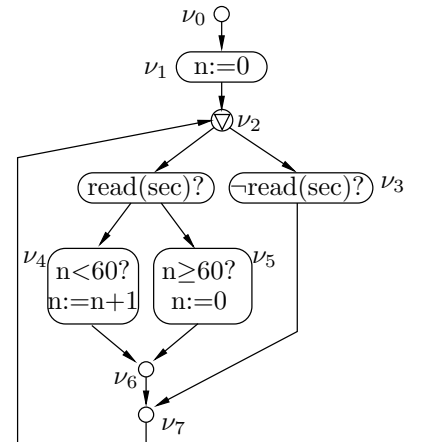 ν0
ν1 n:=0
ν2
read(sec)? ¬read(sec)? ν3
ν4 ν5
n<60? n≥60?
n:=n+1 n:=0
ν6
ν7